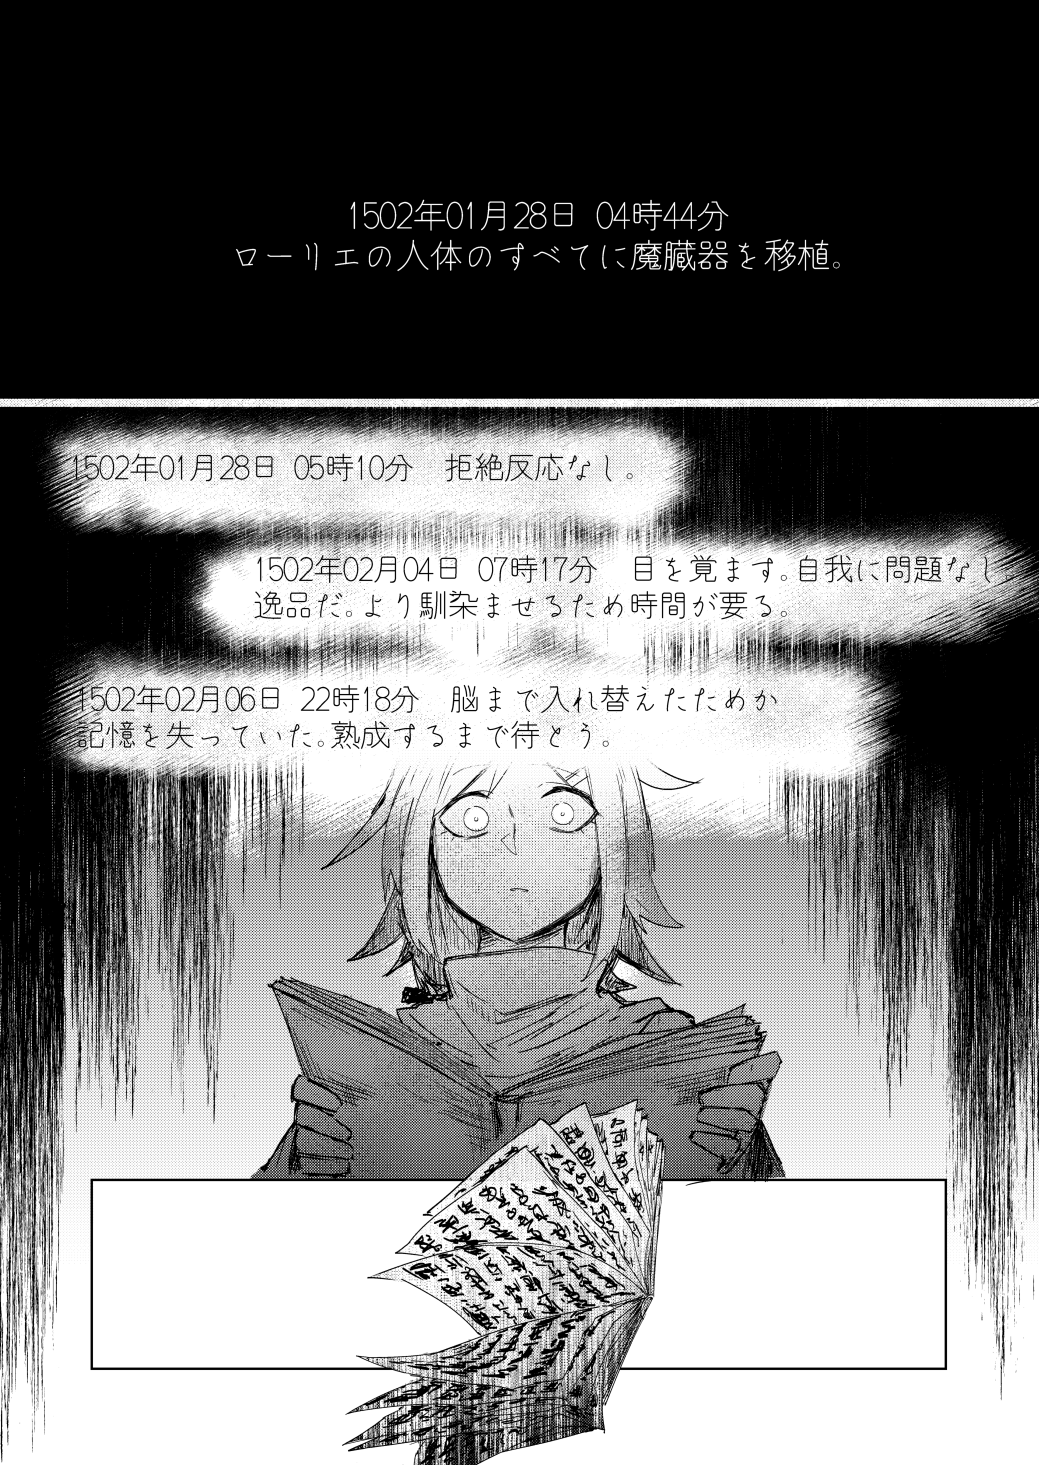 1502年01月28日 04時44分
ローリエの人体のすべてに魔臓器を移植。
1502年01月28日 05時10分　拒絶反応なし。
1502年02月04日 07時17分　目を覚ます。自我に問題なし。
逸品だ。より馴染ませるため時間が要る。
1502年02月06日 22時18分　脳まで入れ替えたためか
記憶を失っていた。熟成するまで待とう。